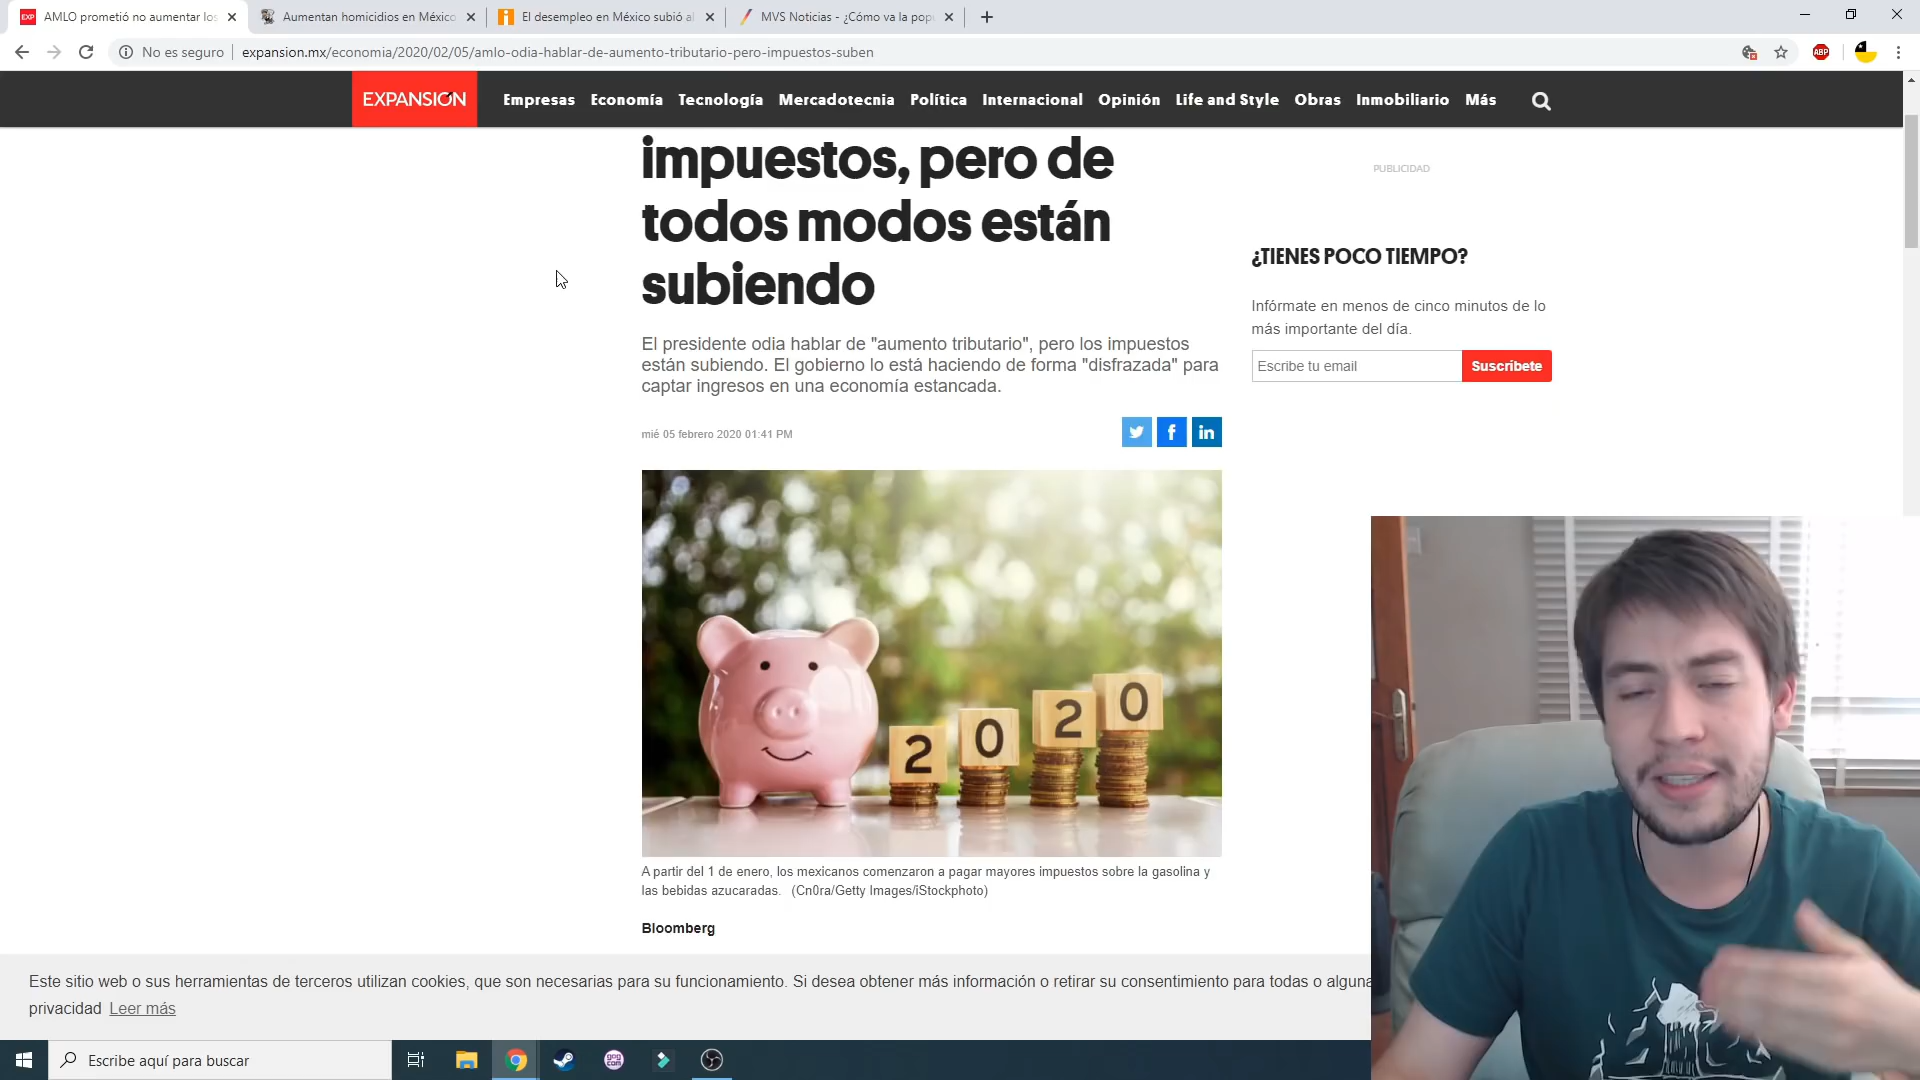 AMLO prometió no aumentar los
Aumentan homicidios en México
El desempleo en México subió al
MVS Noticias - ¿Cómo va la popu
No es seguro
expansion.mx/economia/2020/02/05/amlo-odia-hablar-de-aumento-tributario-pero-impuestos-suben
ABP
EXPANSIÓN
Empresas Economía Tecnología Mercadotecnia Política Internacional Opinión Life and Style Obras Inmobiliario Más
impuestos, pero de
todos modos están
subiendo
PUBLICIDAD
¿TIENES POCO TIEMPO?
Infórmate en menos de cinco minutos de lo
más importante del día.
Escribe tu email
Suscríbete
El presidente odia hablar de "aumento tributario", pero los impuestos
están subiendo. El gobierno lo está haciendo de forma "disfrazada" para
captar ingresos en una economía estancada.
mié 05 febrero 2020 01:41 PM
2 0 2 0
A partir del 1 de enero, los mexicanos comenzaron a pagar mayores impuestos sobre la gasolina y
las bebidas azucaradas. (Cn0ra/Getty Images/iStockphoto)
Bloomberg
Este sitio web o sus herramientas de terceros utilizan cookies, que son necesarias para su funcionamiento. Si desea obtener más información o retirar su consentimiento para todas o alguna
privacidad Leer más
Escribe aquí para buscar
gog
com